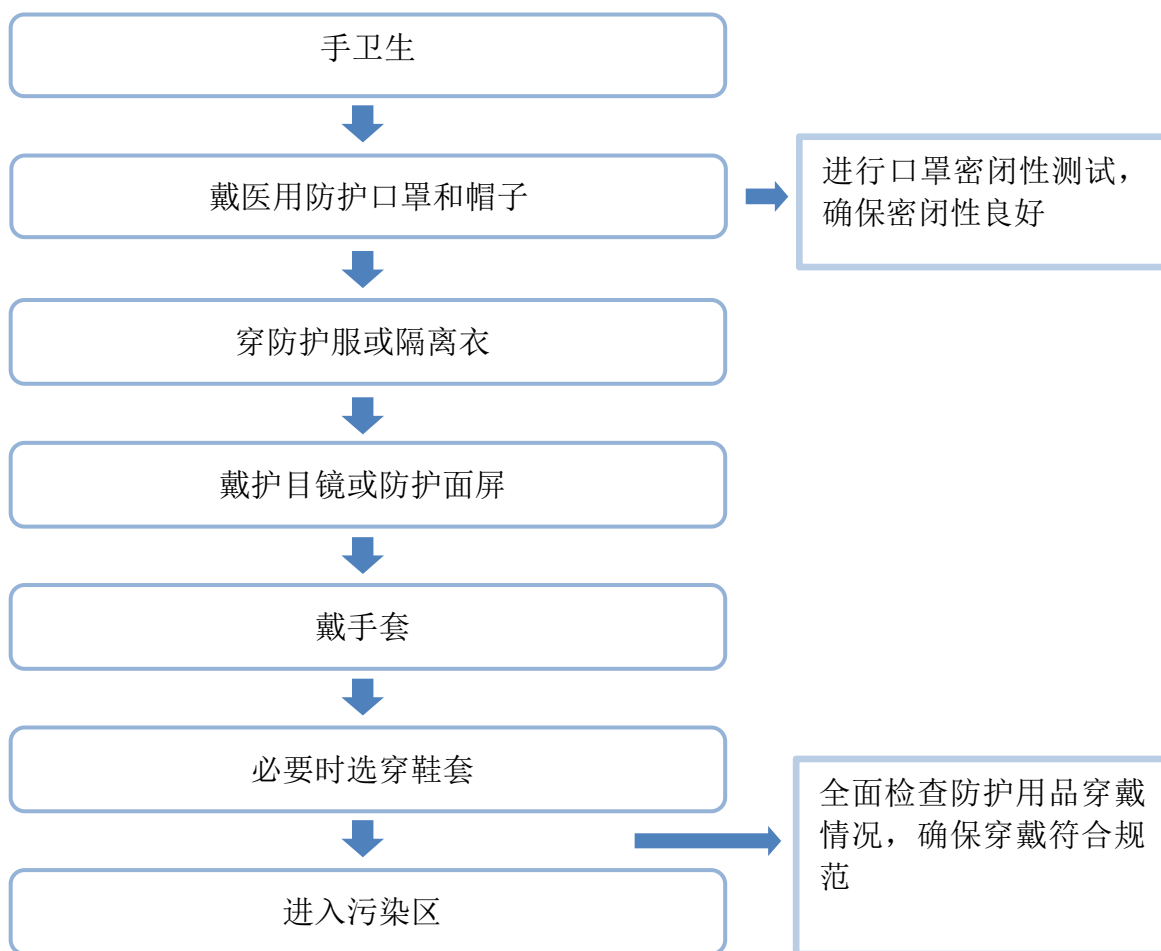 手卫生
戴医用防护口罩和帽子
进行口罩密闭性测试，
确保密闭性良好
穿防护服或隔离衣
戴护目镜或防护面屏
戴手套
必要时选穿鞋套
全面检查防护用品穿戴
情况，确保穿戴符合规
范
进入污染区